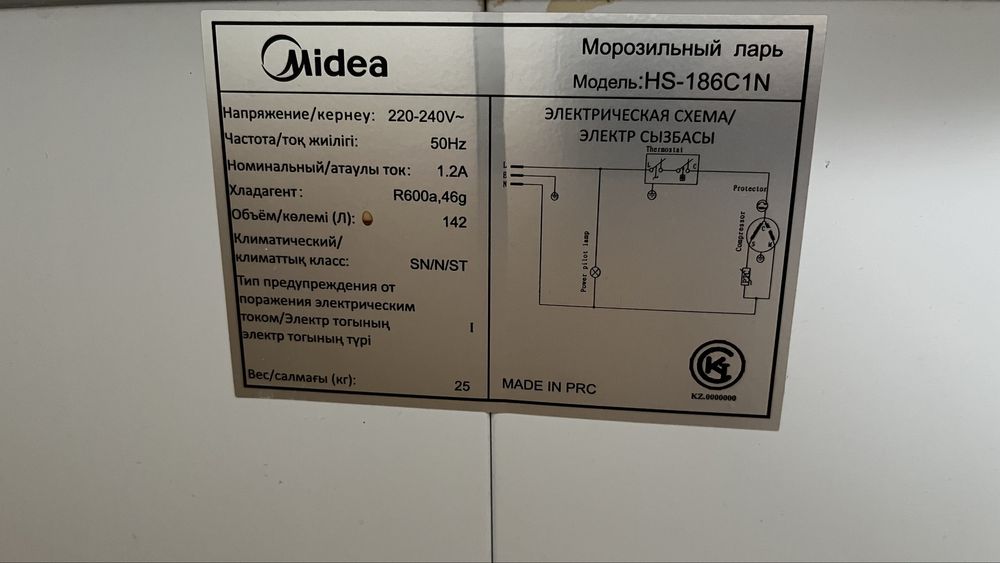 Midea
Морозильный ларь
Модель:HS-186C1N
Напряжение/кернеу: 220-240V~
Частота/тоқ жиілігі: 50Hz
Номинальный/атаулы ток: 1.2A
Хладагент: R600a,46g
Объём/көлемі (Л): 142
Климатический/
климаттық класс: SN/N/ST
Тип предупреждения от
поражения электрическим
током/Электр тогының
электр тогының түрі I
Вес/салмағы (кг): 25
ЭЛЕКТРИЧЕСКАЯ СХЕМА/
ЭЛЕКТР СЫЗБАСЫ
Thermostat
L
E
N
L
C
Protector
Compressor
C
S
M
PTC
Power pilot lamp
MADE IN PRC
KZ.0000000